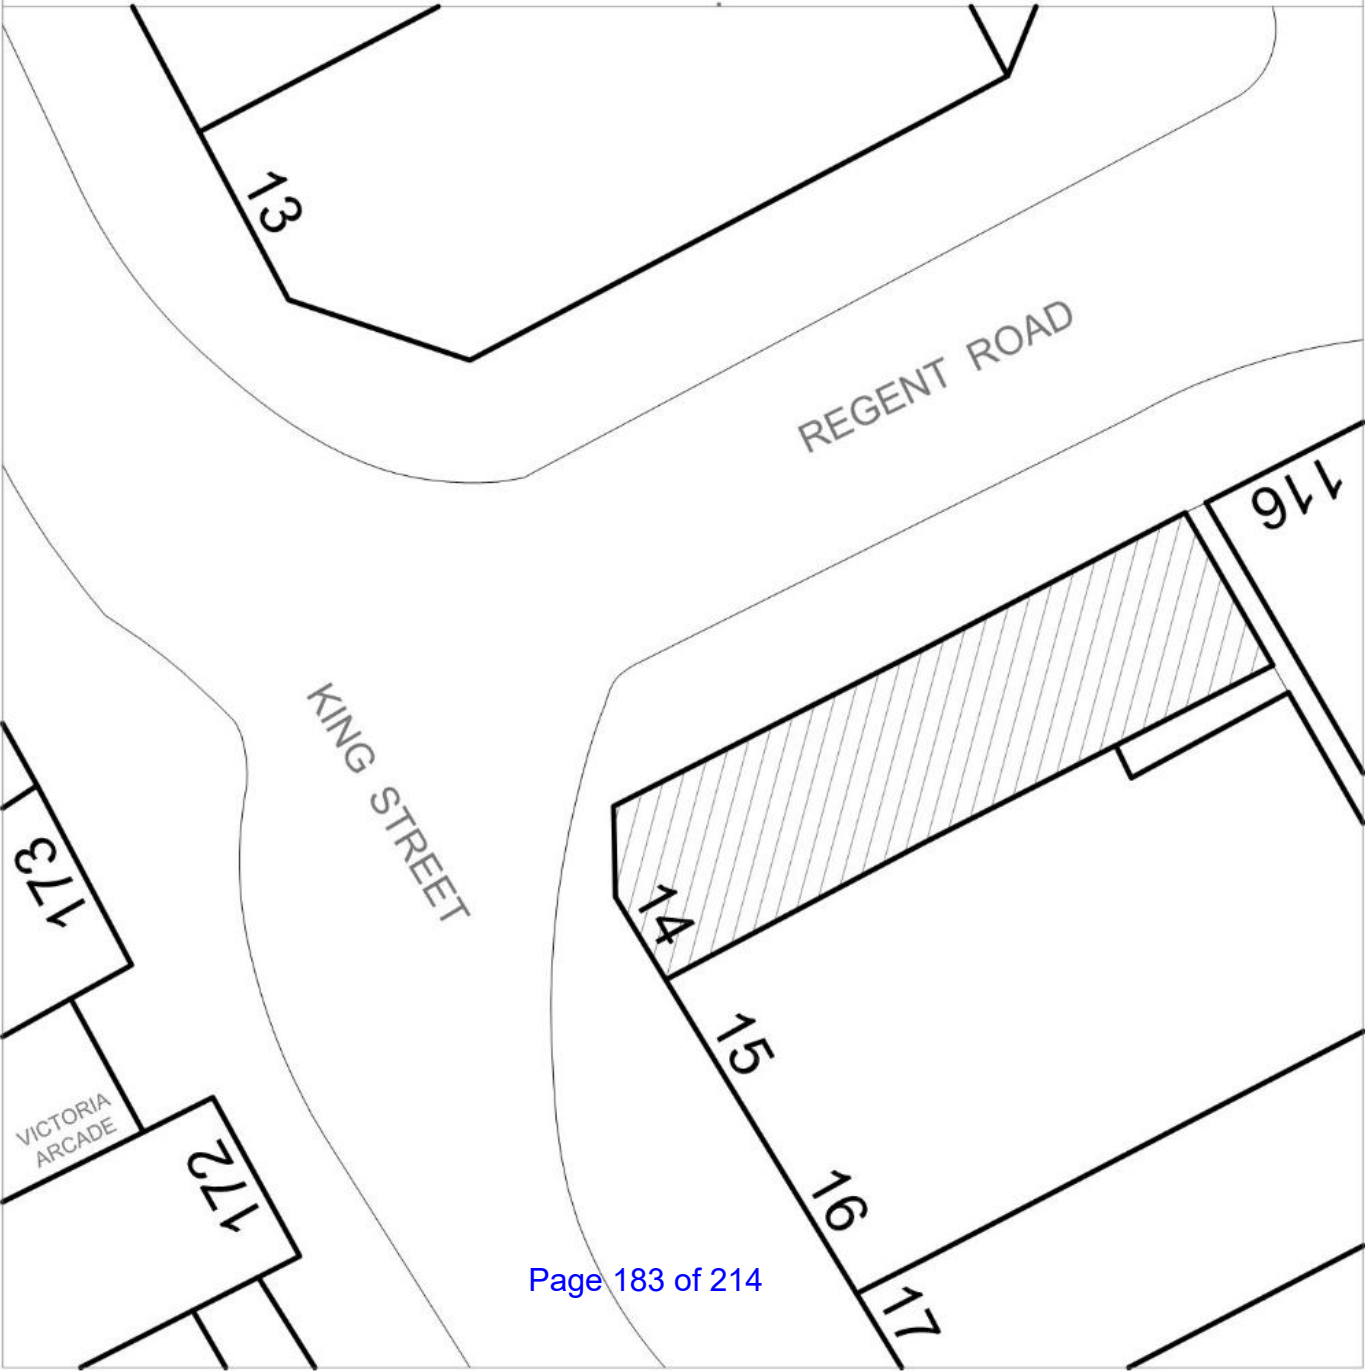 13
REGENT ROAD
116
KING STREET
173
14
15
VICTORIA
ARCADE
172
16
Page 183 of 214
17